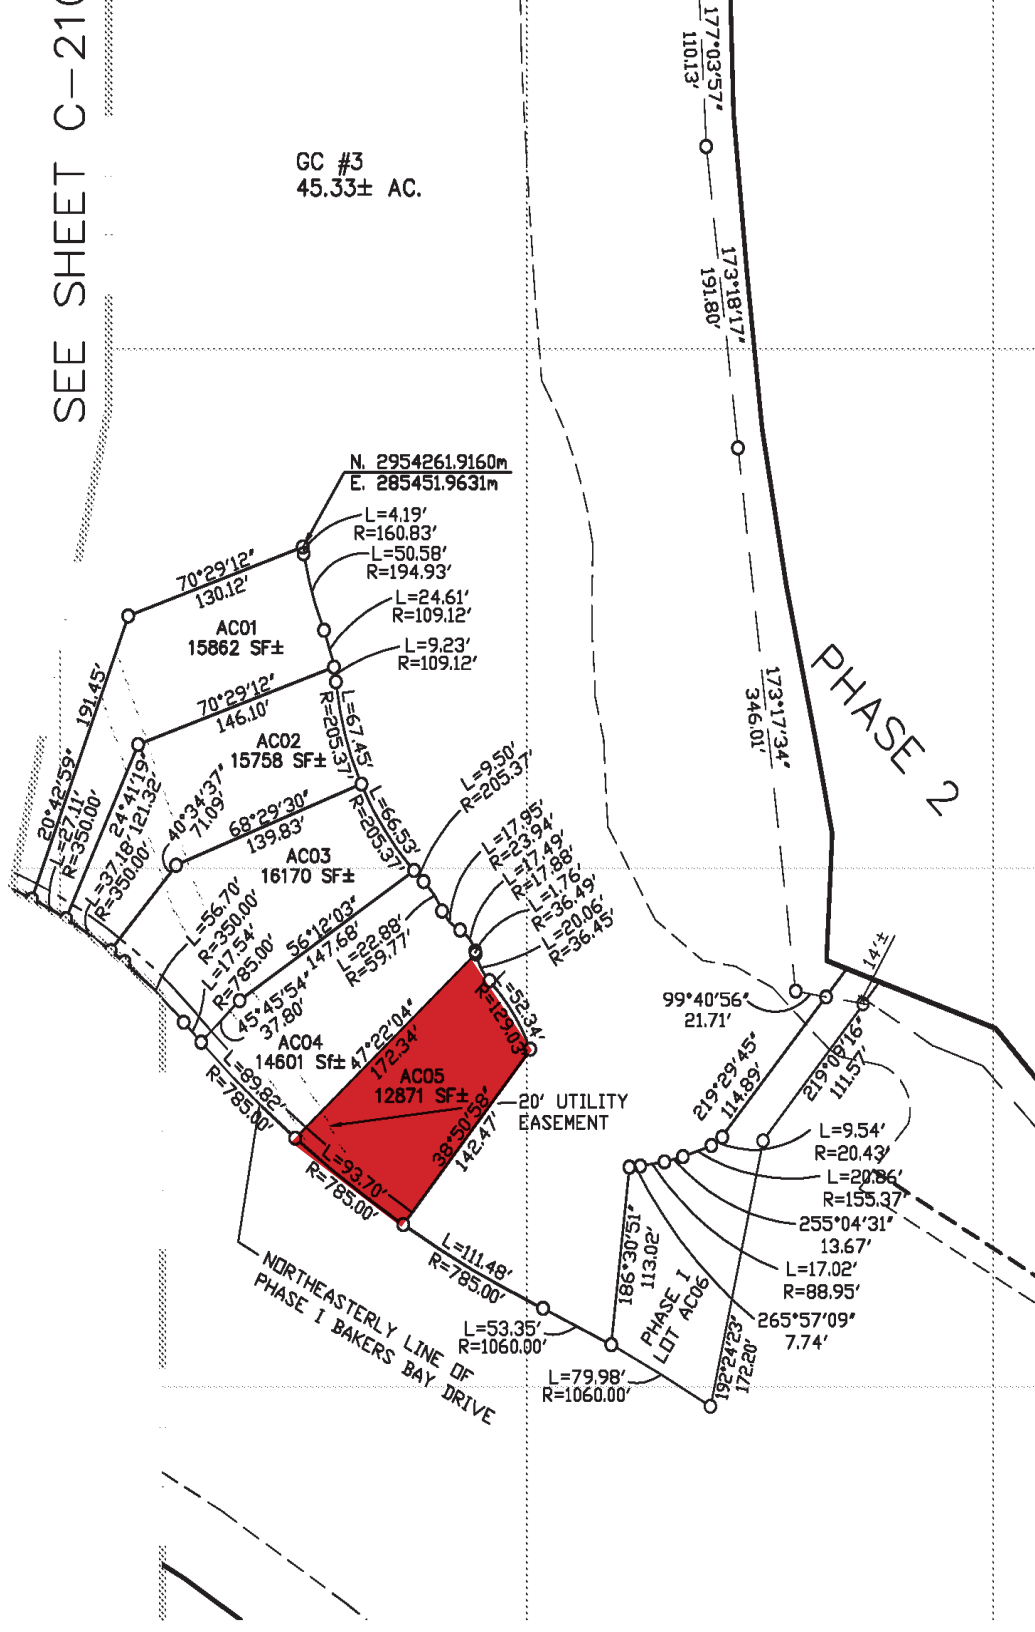 SEE SHEET C-210
GC #3
45.33± AC.
177°03'57"
110.13'
173°18'17"
191.80'
N. 2954261.9160m
E. 285451.9631m
L=4.19'
R=160.83'
L=50.58'
R=194.93'
L=24.61'
R=109.12'
L=9.23'
R=109.12'
70°29'12"
130.12'
AC01
15862 SF±
191.45'
20°42'59"
70°29'12"
146.10'
L=67.45'
R=205.37'
AC02
15758 SF±
24°41'19"
121.32'
L=27.11'
R=350.00'
L=37.18'
R=350.00'
40°34'37"
71.09'
68°29'30"
139.83'
AC03
16170 SF±
L=66.53'
R=205.37'
L=9.50'
R=205.37'
L=17.95'
R=23.94'
L=17.49'
R=17.88'
L=1.76'
R=36.49'
L=20.06'
R=36.45'
L=56.70'
R=350.00'
L=17.54'
R=785.00'
56°12'03"
147.68'
L=22.88'
R=59.77'
45°45'54"
37.80'
AC04
14601 Sf±
47°22'04"
172.34'
L=52.34'
R=129.03'
AC05
12871 SF±
L=89.82'
R=785.00'
20' UTILITY
EASEMENT
38°50'58"
142.47'
L=93.70'
R=785.00'
L=111.48'
R=785.00'
L=53.35'
R=1060.00'
L=79.98'
R=1060.00'
NORTHEASTERLY LINE OF
PHASE I BAKERS BAY DRIVE
173°17'34"
346.01'
PHASE 2
14'±
99°40'56"
21.71'
219°29'45"
114.89'
219°09'16"
111.57'
L=9.54'
R=20.43'
L=20.86'
R=155.37'
255°04'31"
13.67'
L=17.02'
R=88.95'
265°57'09"
7.74'
186°30'51"
113.02'
PHASE I
LOT AC06
192°24'23"
172.20'